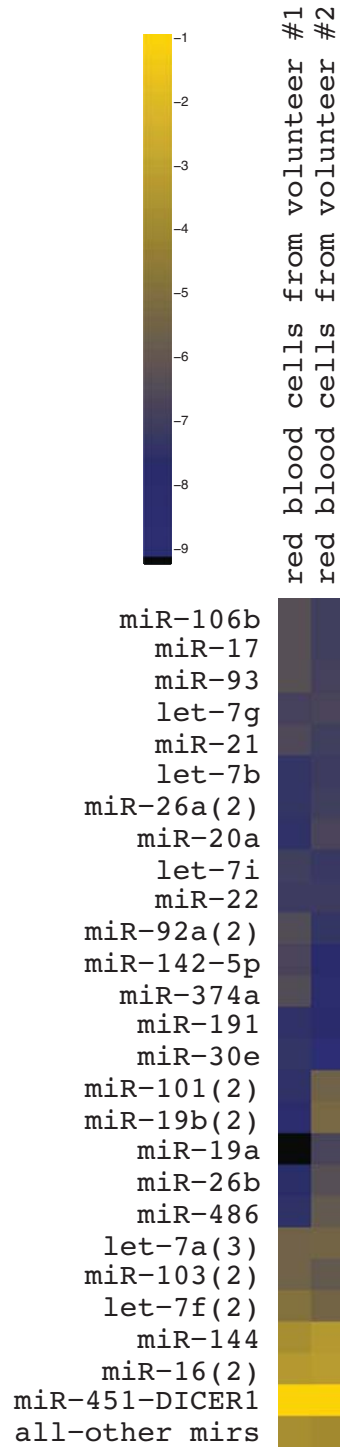 −1
−2
−3
−4
−5
−6
−7
−8
−9
red blood cells from volunteer #1
red blood cells from volunteer #2
miR−106b
miR−17
miR−93
let−7g
miR−21
let−7b
miR−26a(2)
miR−20a
let−7i
miR−22
miR−92a(2)
miR−142−5p
miR−374a
miR−191
miR−30e
miR−101(2)
miR−19b(2)
miR−19a
miR−26b
miR−486
let−7a(3)
miR−103(2)
let−7f(2)
miR−144
miR−16(2)
miR−451−DICER1
all−other mirs